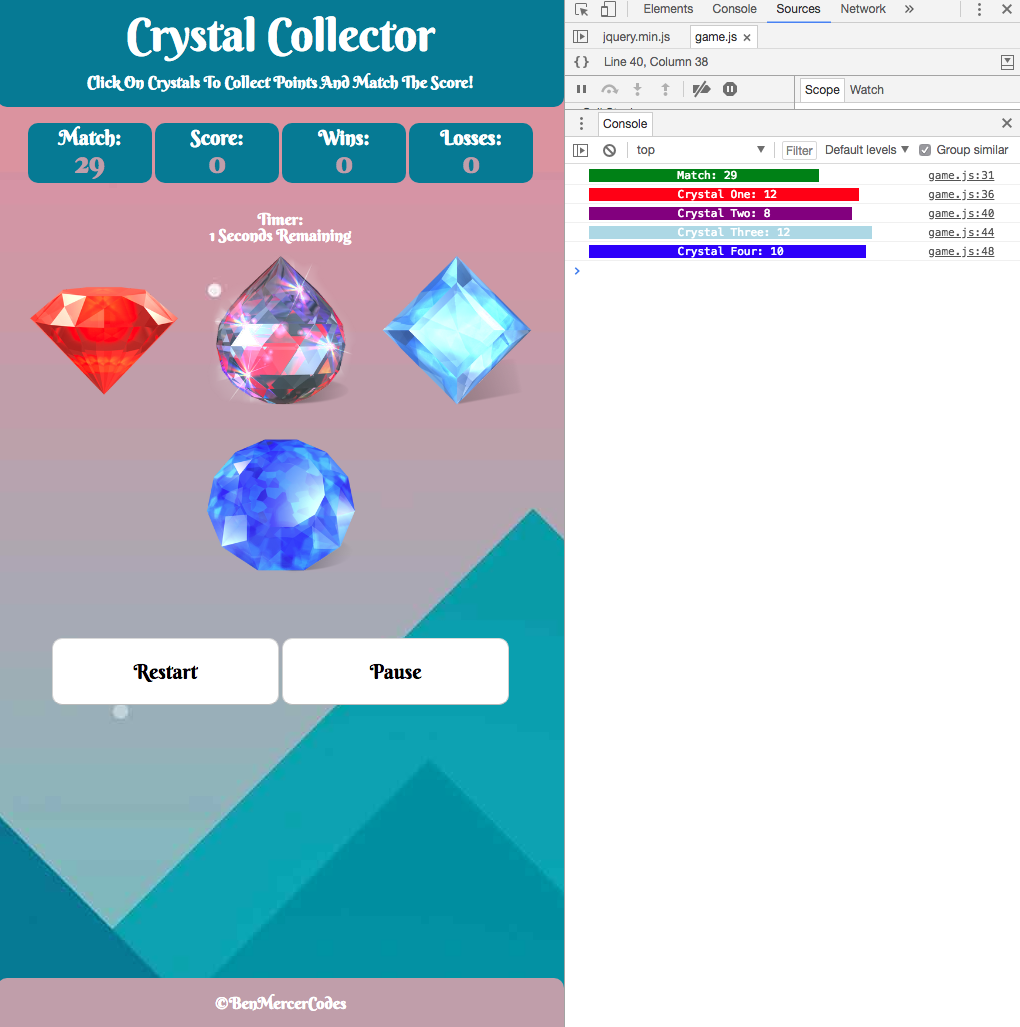 Crystal Collector
Click On Crystals To Collect Points And Match The Score!
Match:
29
Score:
0
Wins:
0
Losses:
0
Timer:
1 Seconds Remaining
Restart
Pause
©BenMercerCodes
Elements Console Sources Network »
jquery.min.js game.js ×
{ } Line 40, Column 38
Scope Watch
Console
top Filter Default levels Group similar
Match: 29 game.js:31
Crystal One: 12 game.js:36
Crystal Two: 8 game.js:40
Crystal Three: 12 game.js:44
Crystal Four: 10 game.js:48